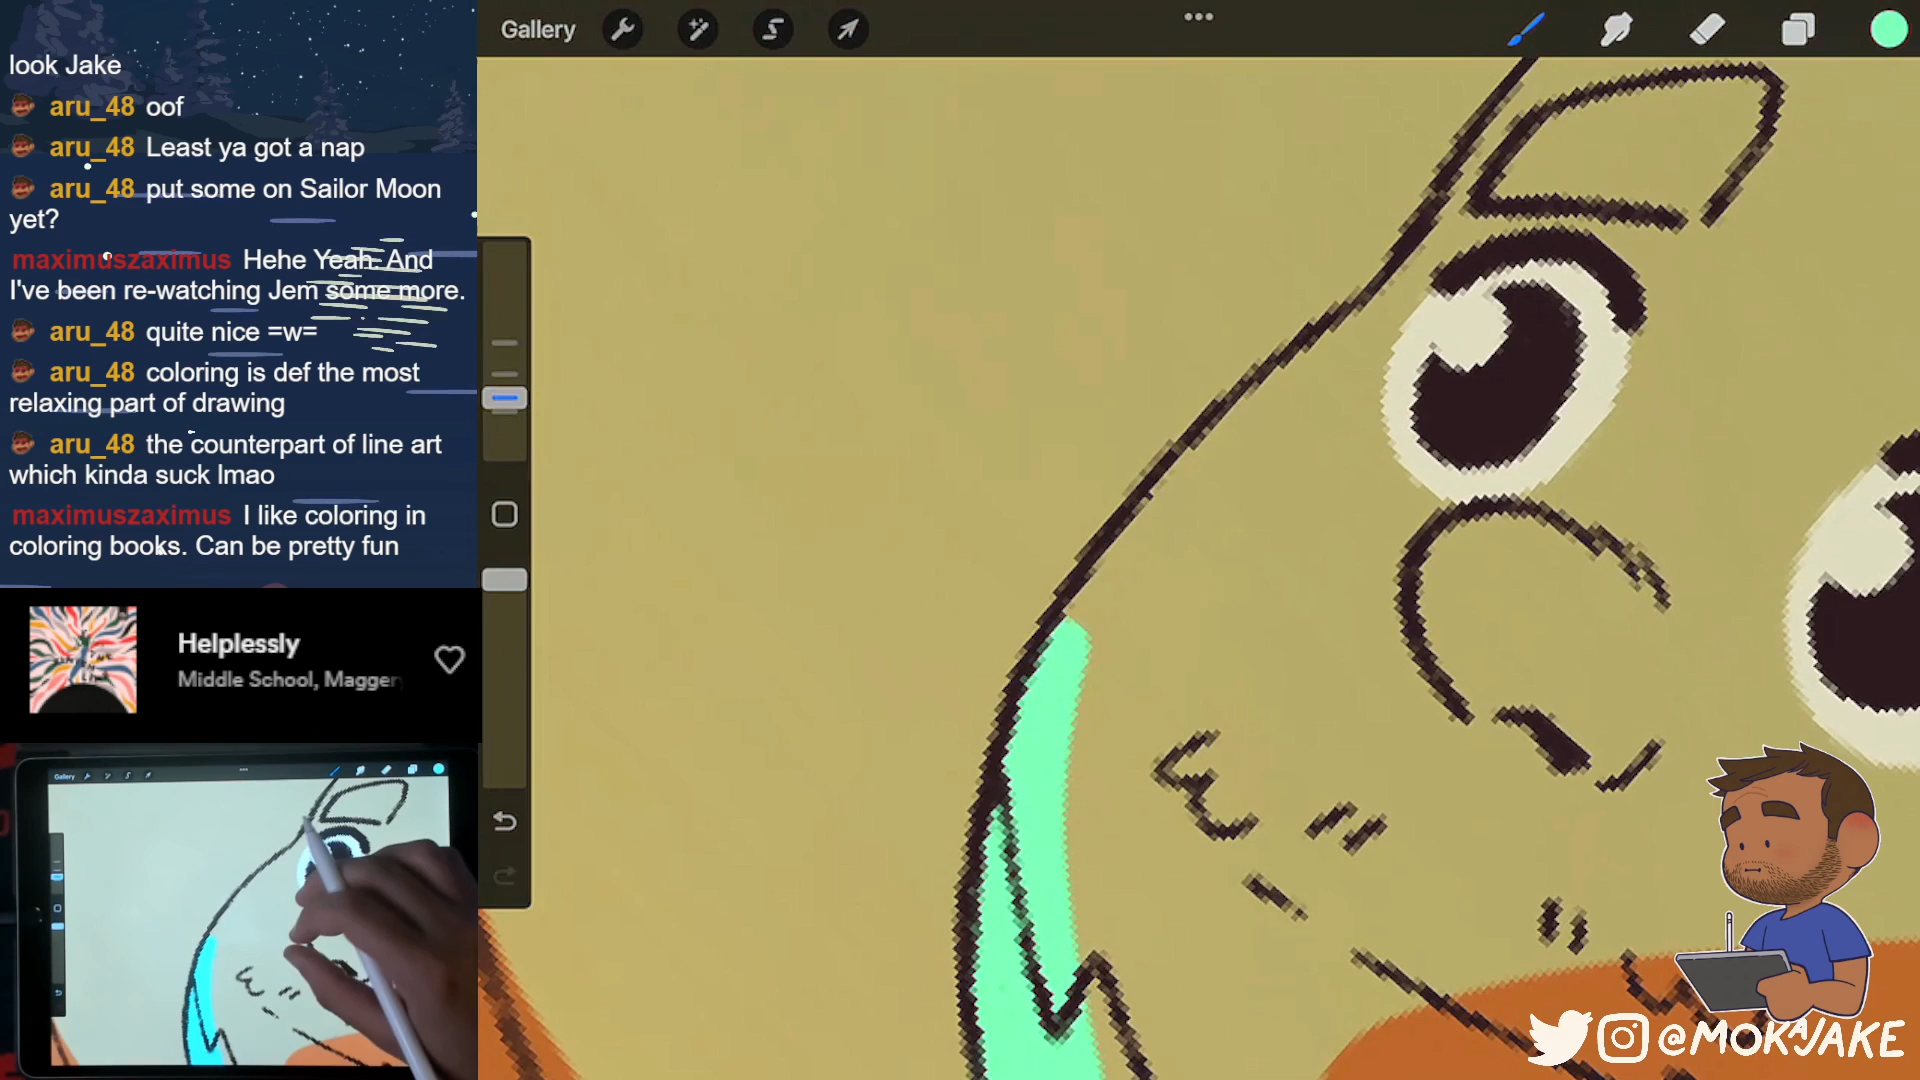 look Jake
aru_48 oof
aru_48 Least ya got a nap
aru_48 put some on Sailor Moon
yet?
maximuszaximus Hehe Yeah. And
I've been re-watching Jem some more.
aru_48 quite nice =w=
aru_48 coloring is def the most
relaxing part of drawing
aru_48 the counterpart of line art
which kinda suck lmao
maximuszaximus I like coloring in
coloring books. Can be pretty fun
Helplessly
Middle School, Magger
Gallery
Gallery
@MOKAJAKE